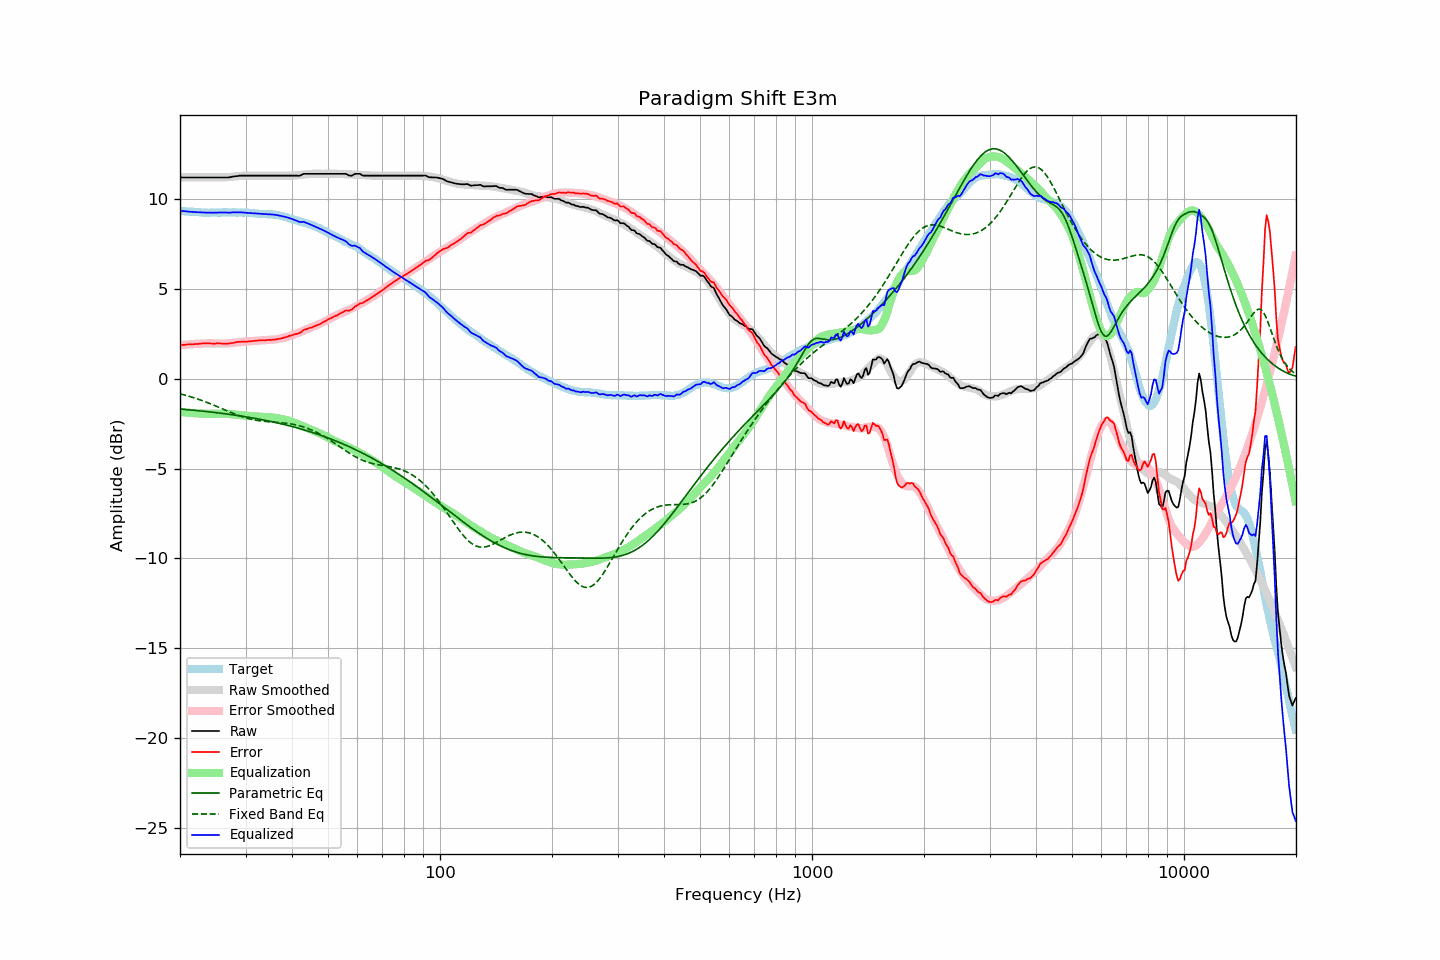 Paradigm Shift E3m
Amplitude (dBr)
10
5
0
−5
−10
−15
−20
−25
Target
Raw Smoothed
Error Smoothed
Raw
Error
Equalization
Parametric Eq
Fixed Band Eq
Equalized
100
1000
10000
Frequency (Hz)